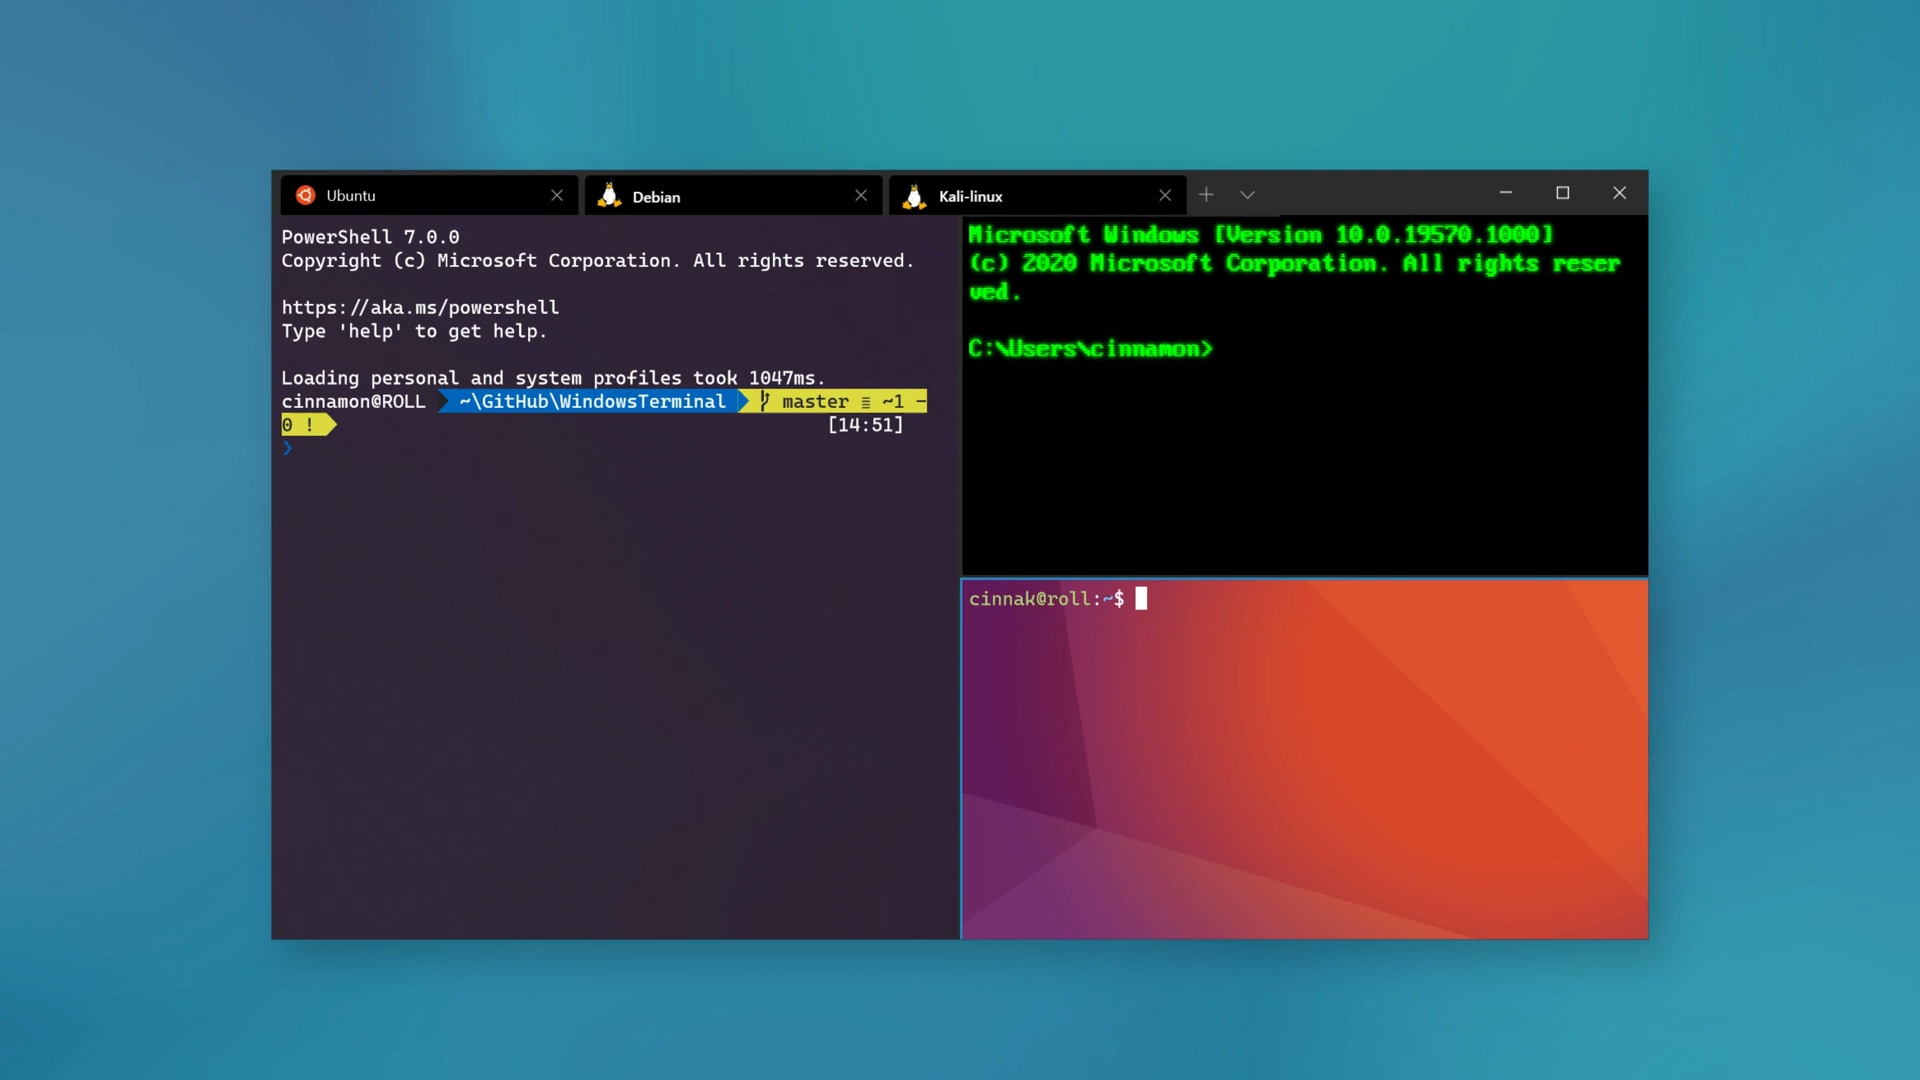 Ubuntu
Debian
Kali-linux
PowerShell 7.0.0
Copyright (c) Microsoft Corporation. All rights reserved.
https://aka.ms/powershell
Type 'help' to get help.
Loading personal and system profiles took 1047ms.
cinnamon@ROLL ~\GitHub\WindowsTerminal master ≡ ~1 -
0 ! [14:51]
❯
Microsoft Windows [Version 10.0.19570.1000]
(c) 2020 Microsoft Corporation. All rights reser
ved.
C:\Users\cinnamon>
cinnak@roll:~$